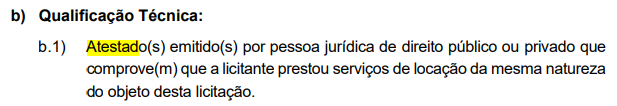 b) Qualificação Técnica:
b.1) Atestado(s) emitido(s) por pessoa jurídica de direito público ou privado que
comprove(m) que a licitante prestou serviços de locação da mesma natureza
do objeto desta licitação.